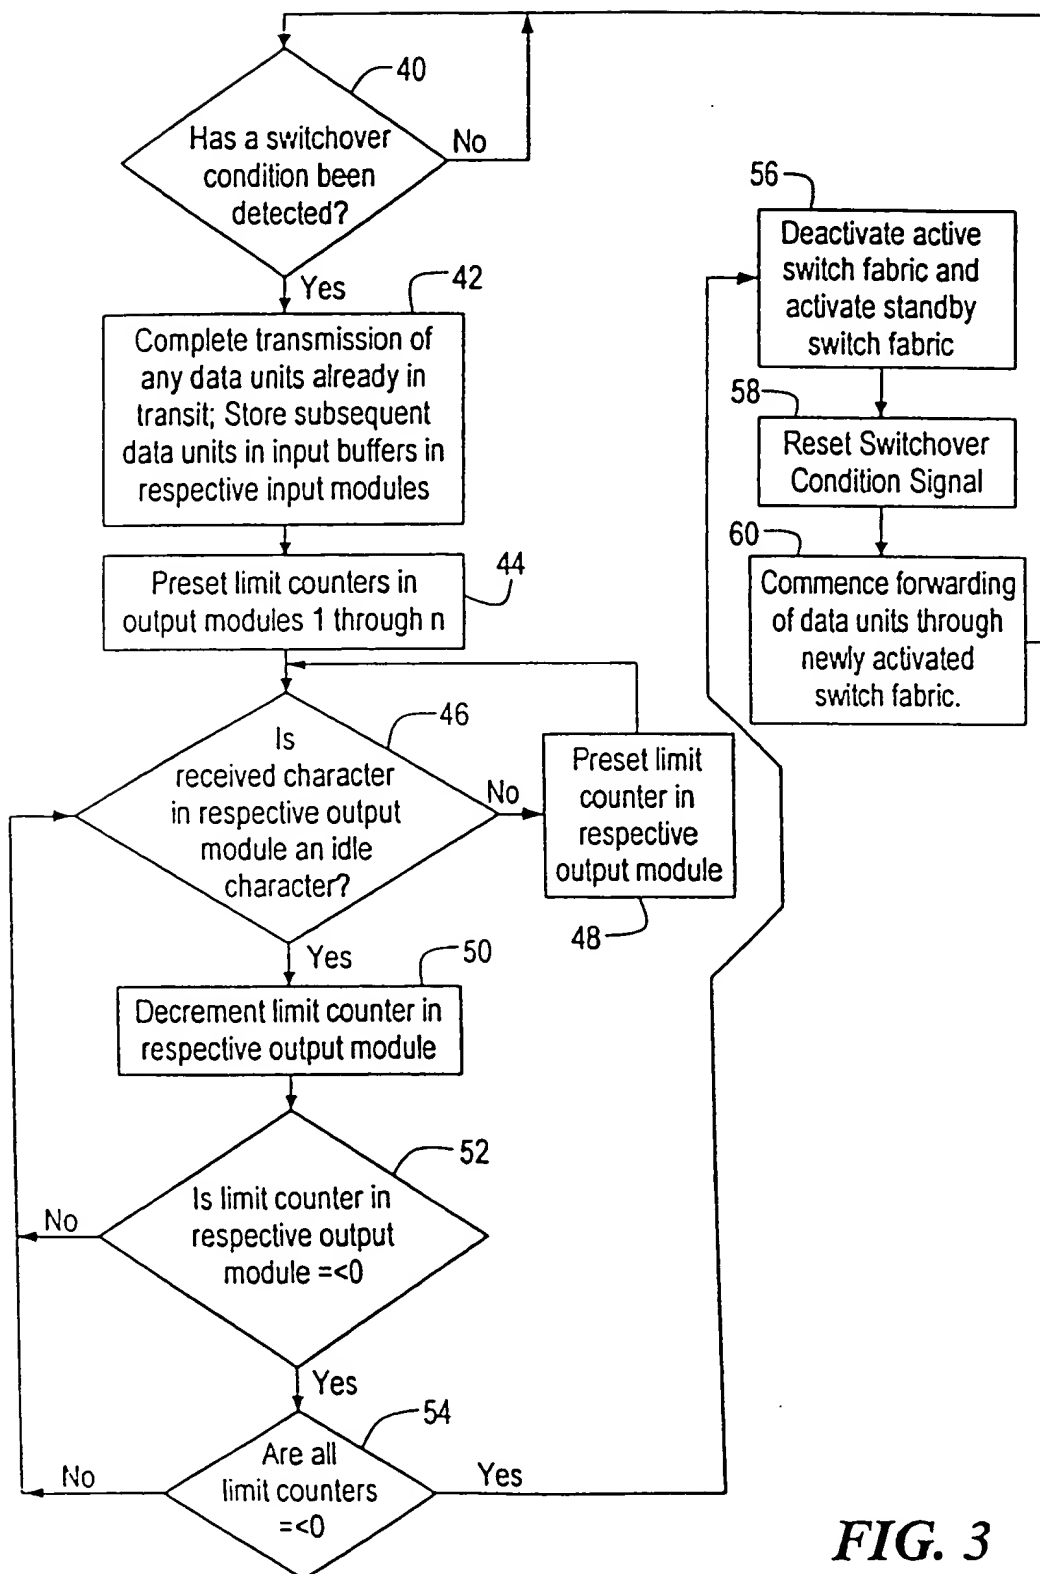 40
Has a switchover
condition been
detected?
No
Yes
42
Complete transmission of
any data units already in
transit; Store subsequent
data units in input buffers in
respective input modules
44
Preset limit counters in
output modules 1 through n
46
Is
received character
in respective output
module an idle
character?
No
Preset limit
counter in
respective
output module
48
Yes
50
Decrement limit counter in
respective output module
52
Is limit counter in
respective output
module =<0
No
Yes
54
Are all
limit counters
=<0
No
Yes
56
Deactivate active
switch fabric and
activate standby
switch fabric
58
Reset Switchover
Condition Signal
60
Commence forwarding
of data units through
newly activated
switch fabric.
FIG. 3